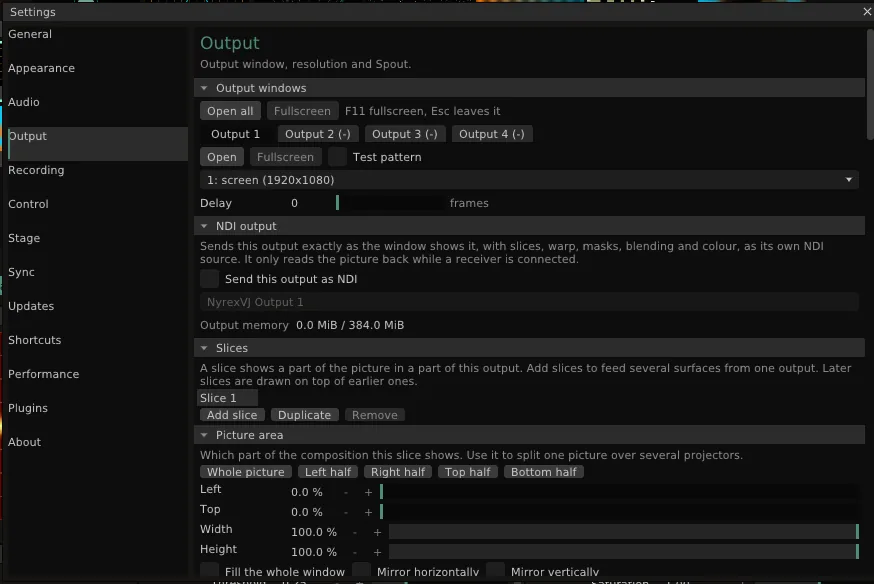 Settings
General
Appearance
Audio
Output
Recording
Control
Stage
Sync
Updates
Shortcuts
Performance
Plugins
About
Output
Output window, resolution and Spout.
Output windows
Open all Fullscreen F11 fullscreen, Esc leaves it
Output 1 Output 2 (-) Output 3 (-) Output 4 (-)
Open Fullscreen Test pattern
1: screen (1920x1080)
Delay 0 frames
NDI output
Sends this output exactly as the window shows it, with slices, warp, masks, blending and colour, as its own NDI
source. It only reads the picture back while a receiver is connected.
Send this output as NDI
NyrexVJ Output 1
Output memory 0.0 MiB / 384.0 MiB
Slices
A slice shows a part of the picture in a part of this output. Add slices to feed several surfaces from one output. Later
slices are drawn on top of earlier ones.
Slice 1
Add slice Duplicate Remove
Picture area
Which part of the composition this slice shows. Use it to split one picture over several projectors.
Whole picture Left half Right half Top half Bottom half
Left 0.0 % - +
Top 0.0 % - +
Width 100.0 % - +
Height 100.0 % - +
Fill the whole window Mirror horizontally Mirror vertically